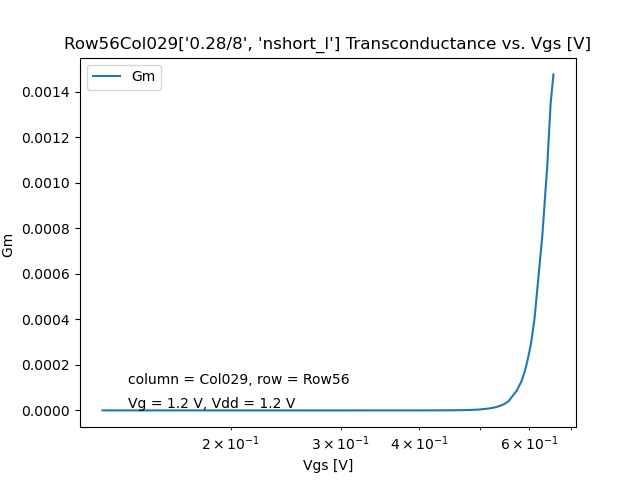 Row56Col029['0.28/8', 'nshort_l'] Transconductance vs. Vgs [V]
Gm
0.0014
0.0012
0.0010
0.0008
0.0006
0.0004
0.0002
0.0000
Gm
column = Col029, row = Row56
Vg = 1.2 V, Vdd = 1.2 V
2 × 10⁻¹ 3 × 10⁻¹ 4 × 10⁻¹ 6 × 10⁻¹
Vgs [V]